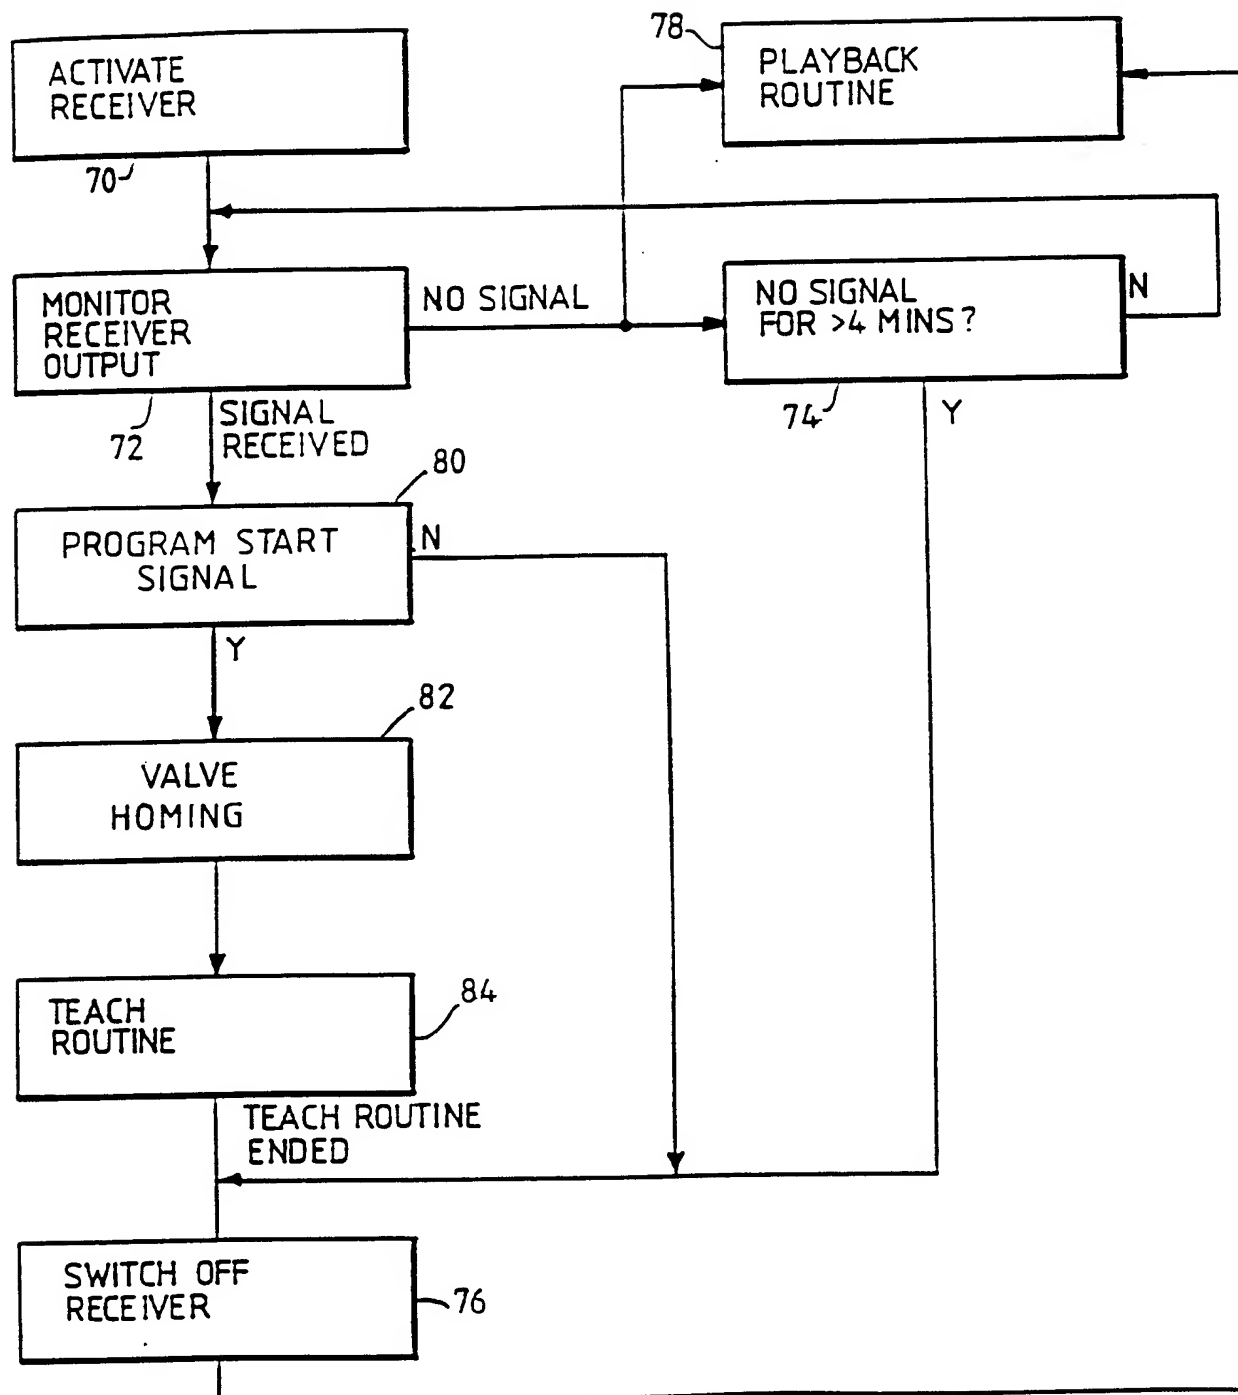 ACTIVATE
RECEIVER
70
78
PLAYBACK
ROUTINE
MONITOR
RECEIVER
OUTPUT
72
NO SIGNAL
NO SIGNAL
FOR >4 MINS?
N
74
Y
SIGNAL
RECEIVED
80
PROGRAM START
SIGNAL
N
Y
82
VALVE
HOMING
84
TEACH
ROUTINE
TEACH ROUTINE
ENDED
SWITCH OFF
RECEIVER
76